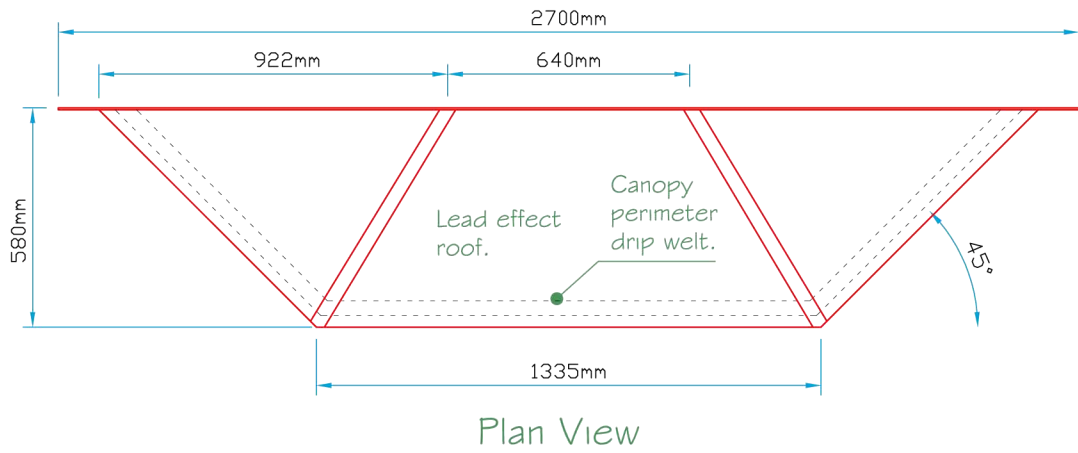 2700mm
922mm
640mm
580mm
Canopy
perimeter
drip welt.
Lead effect
roof.
45°
1335mm
Plan View